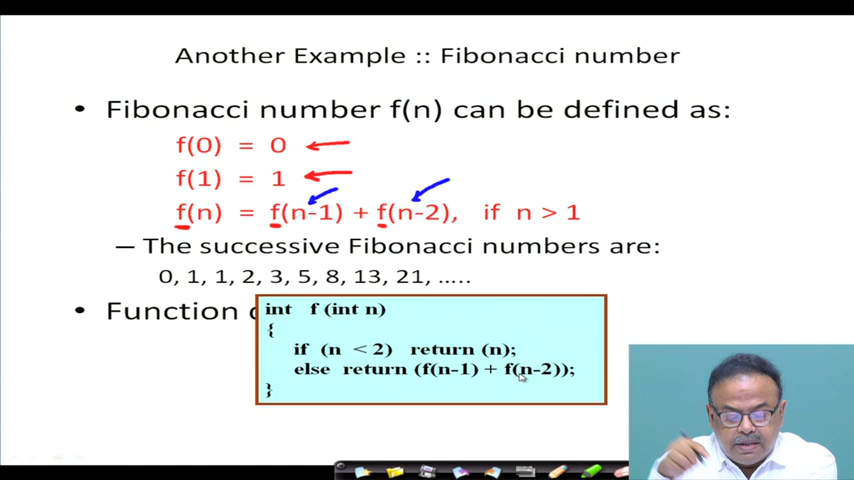 Another Example :: Fibonacci number
• Fibonacci number f(n) can be defined as:
f(0) = 0
f(1) = 1
f(n) = f(n-1) + f(n-2), if n > 1
– The successive Fibonacci numbers are:
0, 1, 1, 2, 3, 5, 8, 13, 21, .....
• Function
int f (int n)
{
if (n < 2) return (n);
else return (f(n-1) + f(n-2));
}